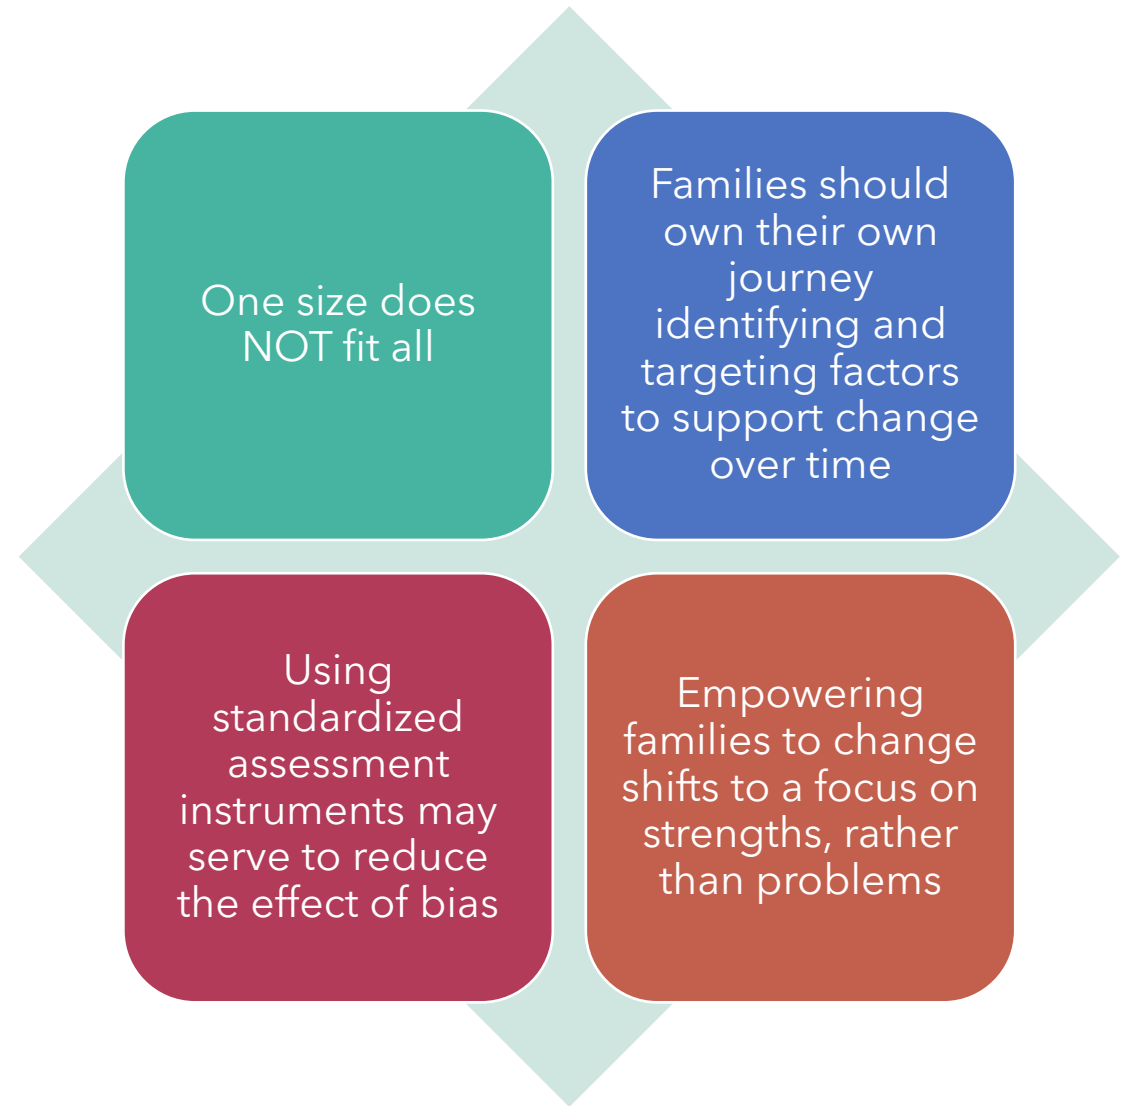 One size does
NOT fit all
Families should
own their own
journey
identifying and
targeting factors
to support change
over time
Using
standardized
assessment
instruments may
serve to reduce
the effect of bias
Empowering
families to change
shifts to a focus on
strengths, rather
than problems